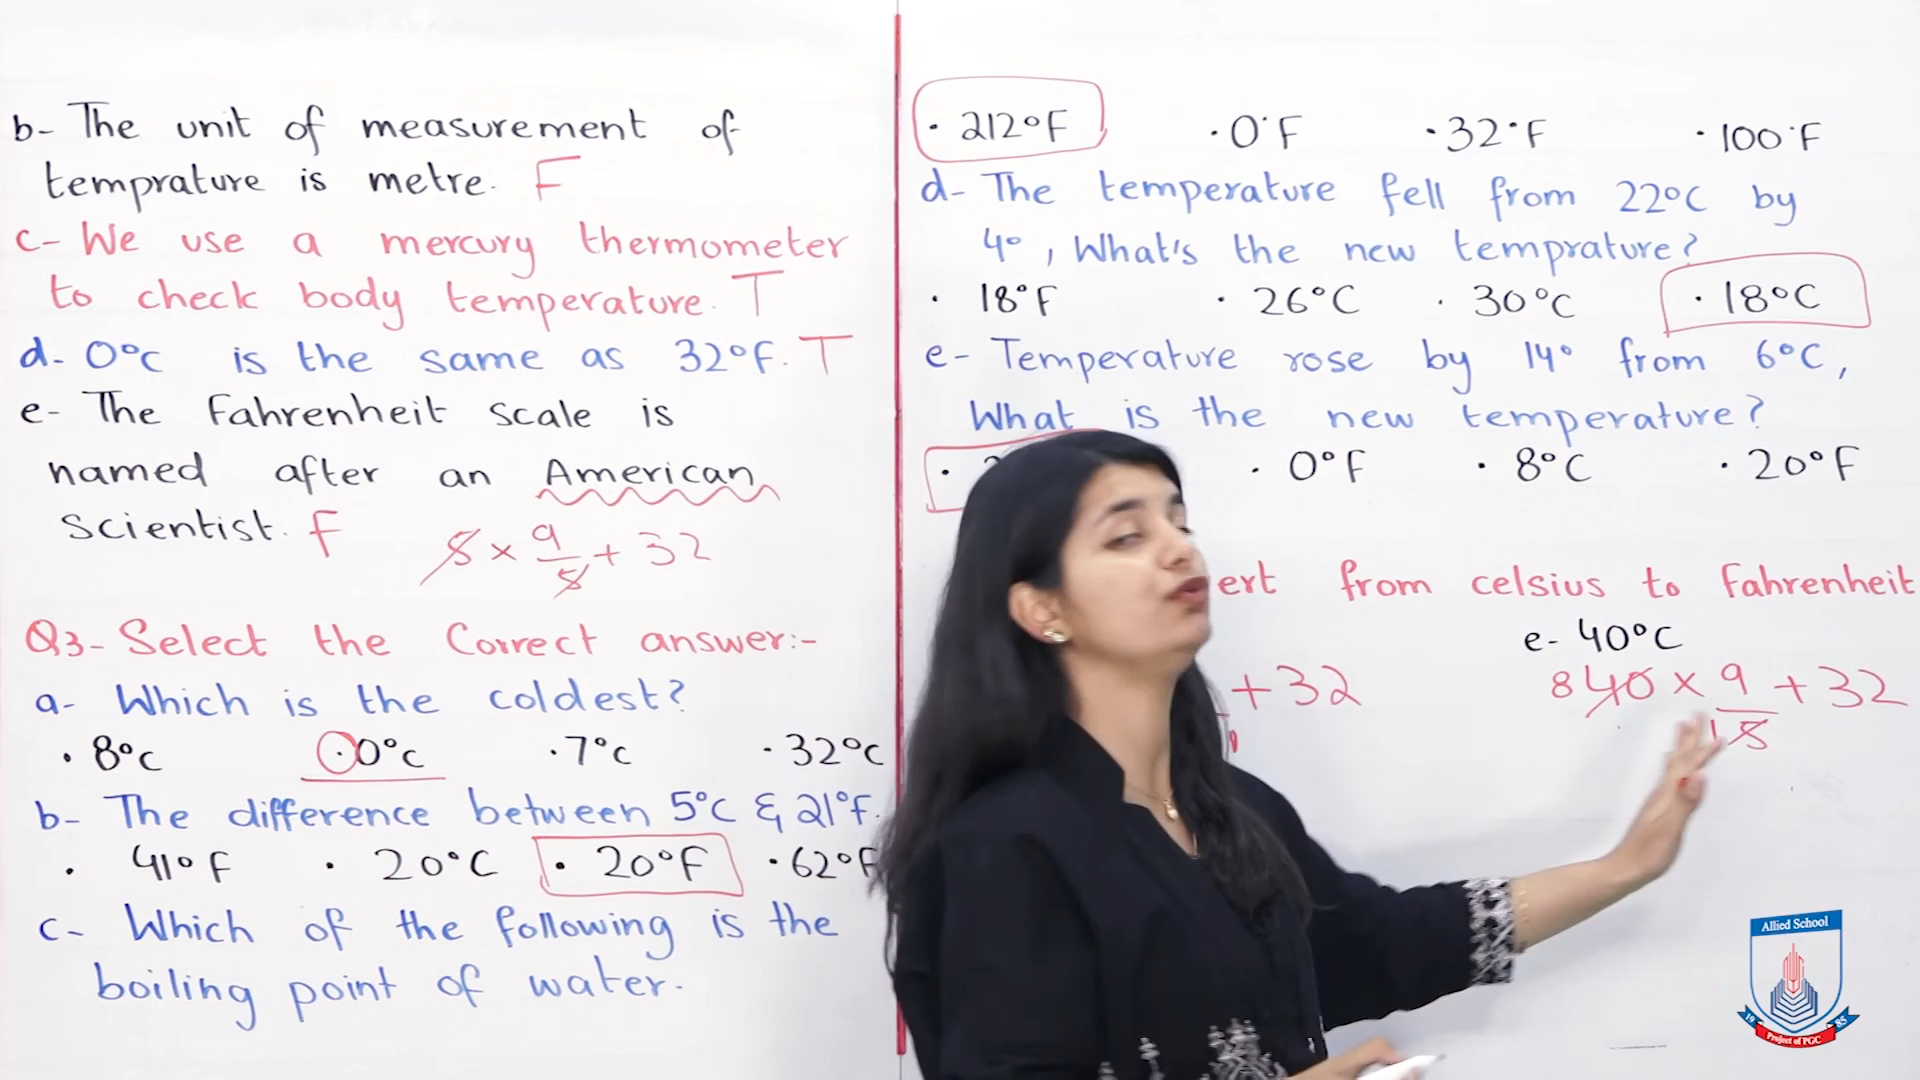 b- The unit of measurement of
temprature is metre. F
c- We use a mercury thermometer
to check body temperature. T
d- 0°c is the same as 32°F. T
e- The Fahrenheit scale is
named after an American
Scientist. F
5 × 9/5 + 32
Q3- Select the Correct answer:-
a- Which is the coldest?
· 8°c · 0°c · 7°c · 32°c
b- The difference between 5°C & 21°F.
· 41°F · 20°C · 20°F · 62°F
c- Which of the following is the
boiling point of water.
· 212°F · 0°F · 32°F · 100°F
d- The temperature fell from 22°C by
4°, What's the new temprature?
· 18°F · 26°C · 30°C · 18°C
e- Temperature rose by 14° from 6°C,
What is the new temperature?
· 0°F · 8°C · 20°F
ert from celsius to Fahrenheit
e- 40°C
+ 32
8 40 × 9/5 + 32
1
Allied School
19 85
Project of PGC